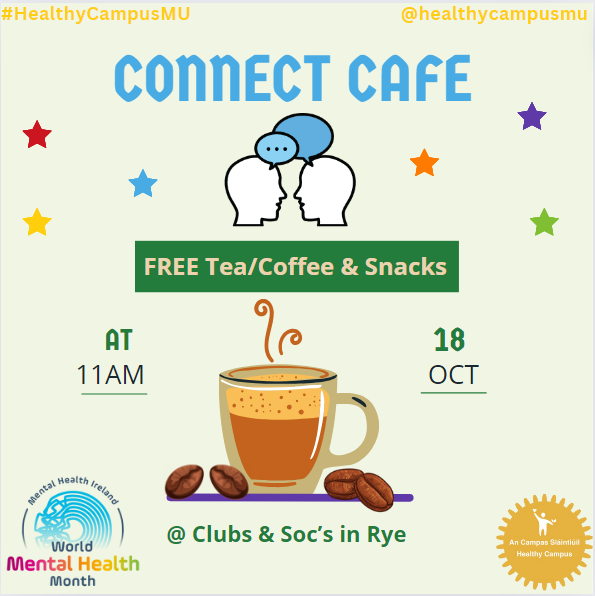 #HealthyCampusMU
@healthycampusmu
CONNECT CAFE
FREE Tea/Coffee & Snacks
AT
11AM
18
OCT
@ Clubs & Soc's in Rye
Mental Health Ireland
World
Mental Health
Month
An Campas Sláintiúil
Healthy Campus